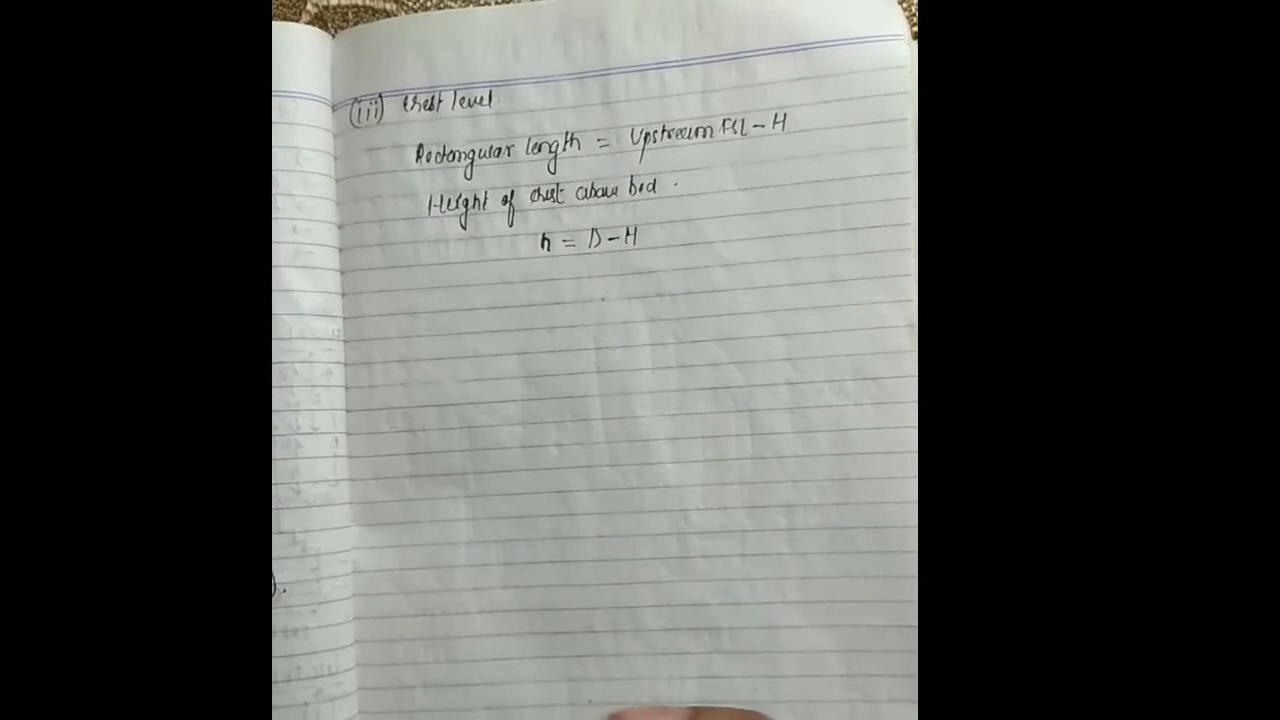 (iii) Crest level.
Rectangular length = Upstream FSL - H
Height of crest above bed.
h = D - H
).